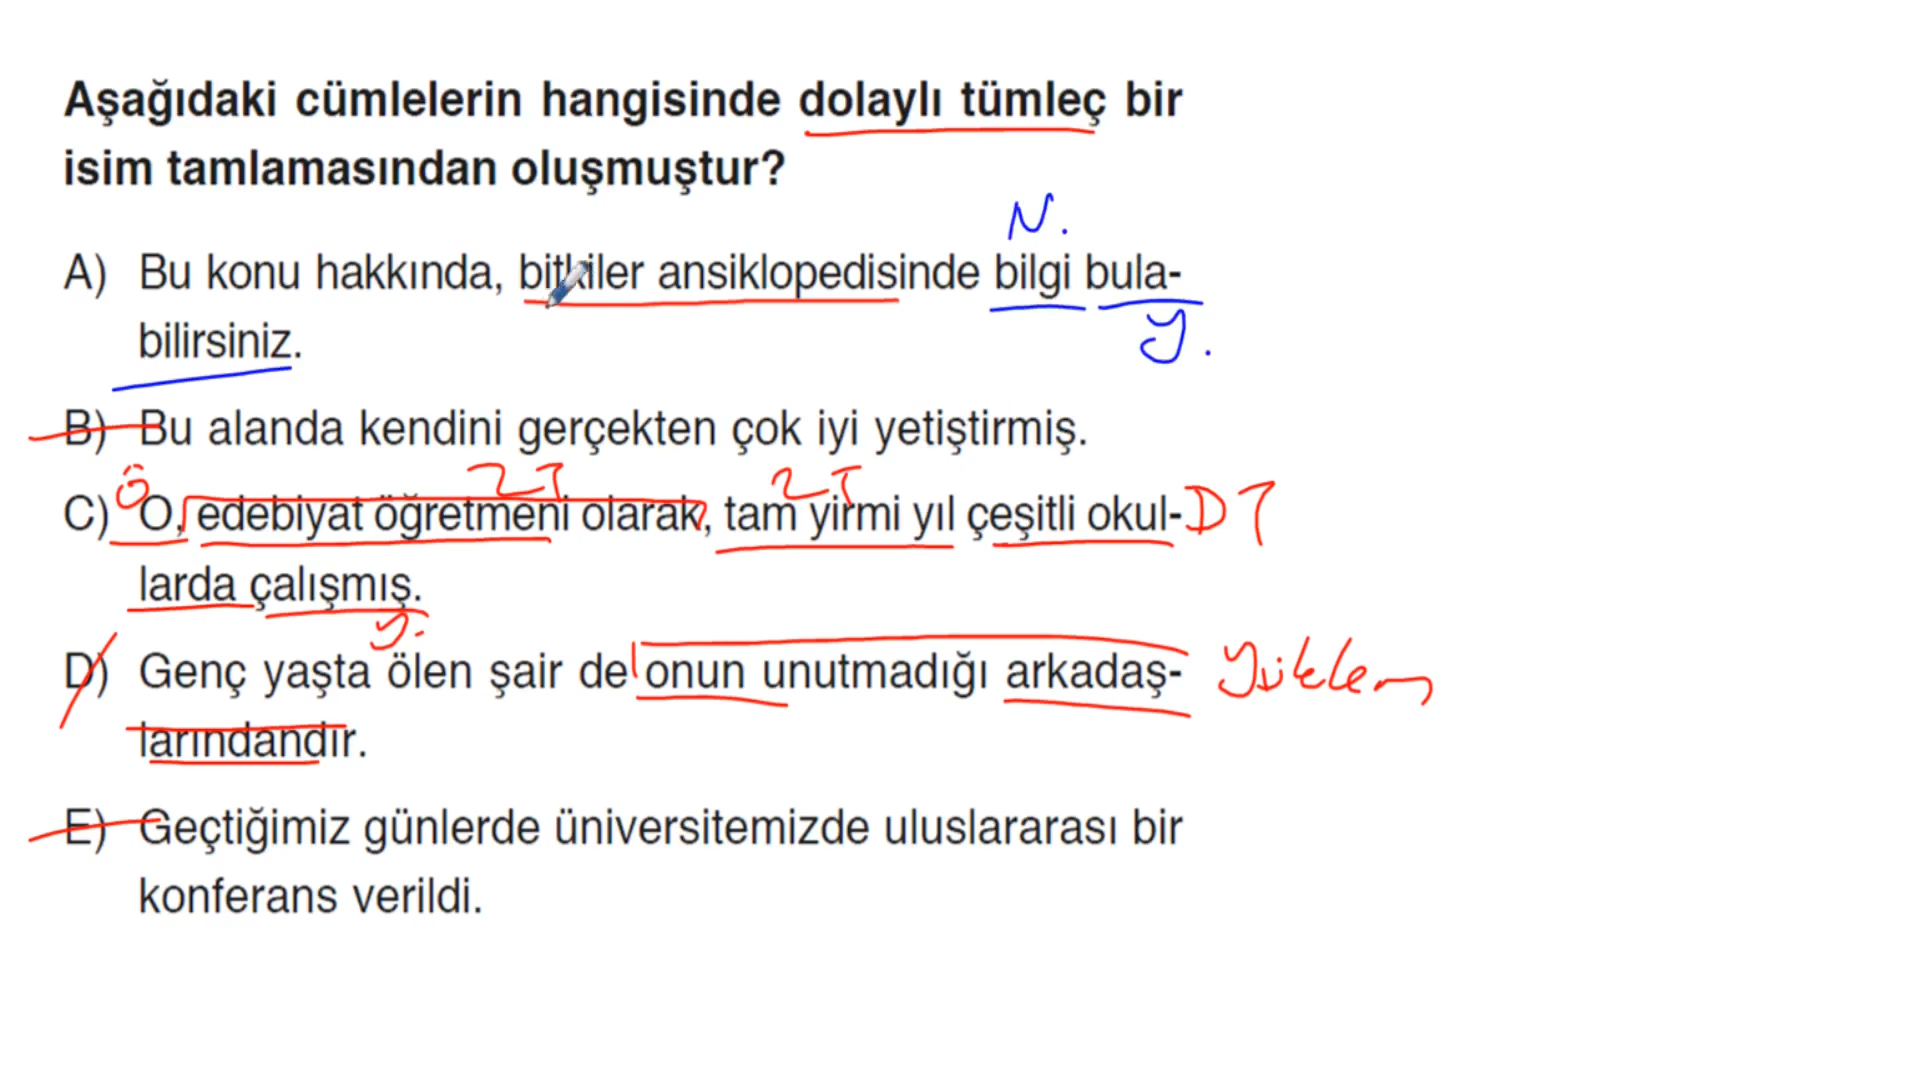 Aşağıdaki cümlelerin hangisinde dolaylı tümleç bir
isim tamlamasından oluşmuştur?
N.
A) Bu konu hakkında, bitkiler ansiklopedisinde bilgi bula-
bilirsiniz.
y.
B) Bu alanda kendini gerçekten çok iyi yetiştirmiş.
Ö ZT ZT
C) O, edebiyat öğretmeni olarak, tam yirmi yıl çeşitli okul- DT
larda çalışmış.
y.
D) Genç yaşta ölen şair de onun unutmadığı arkadaş- Yüklem
larındandır.
E) Geçtiğimiz günlerde üniversitemizde uluslararası bir
konferans verildi.